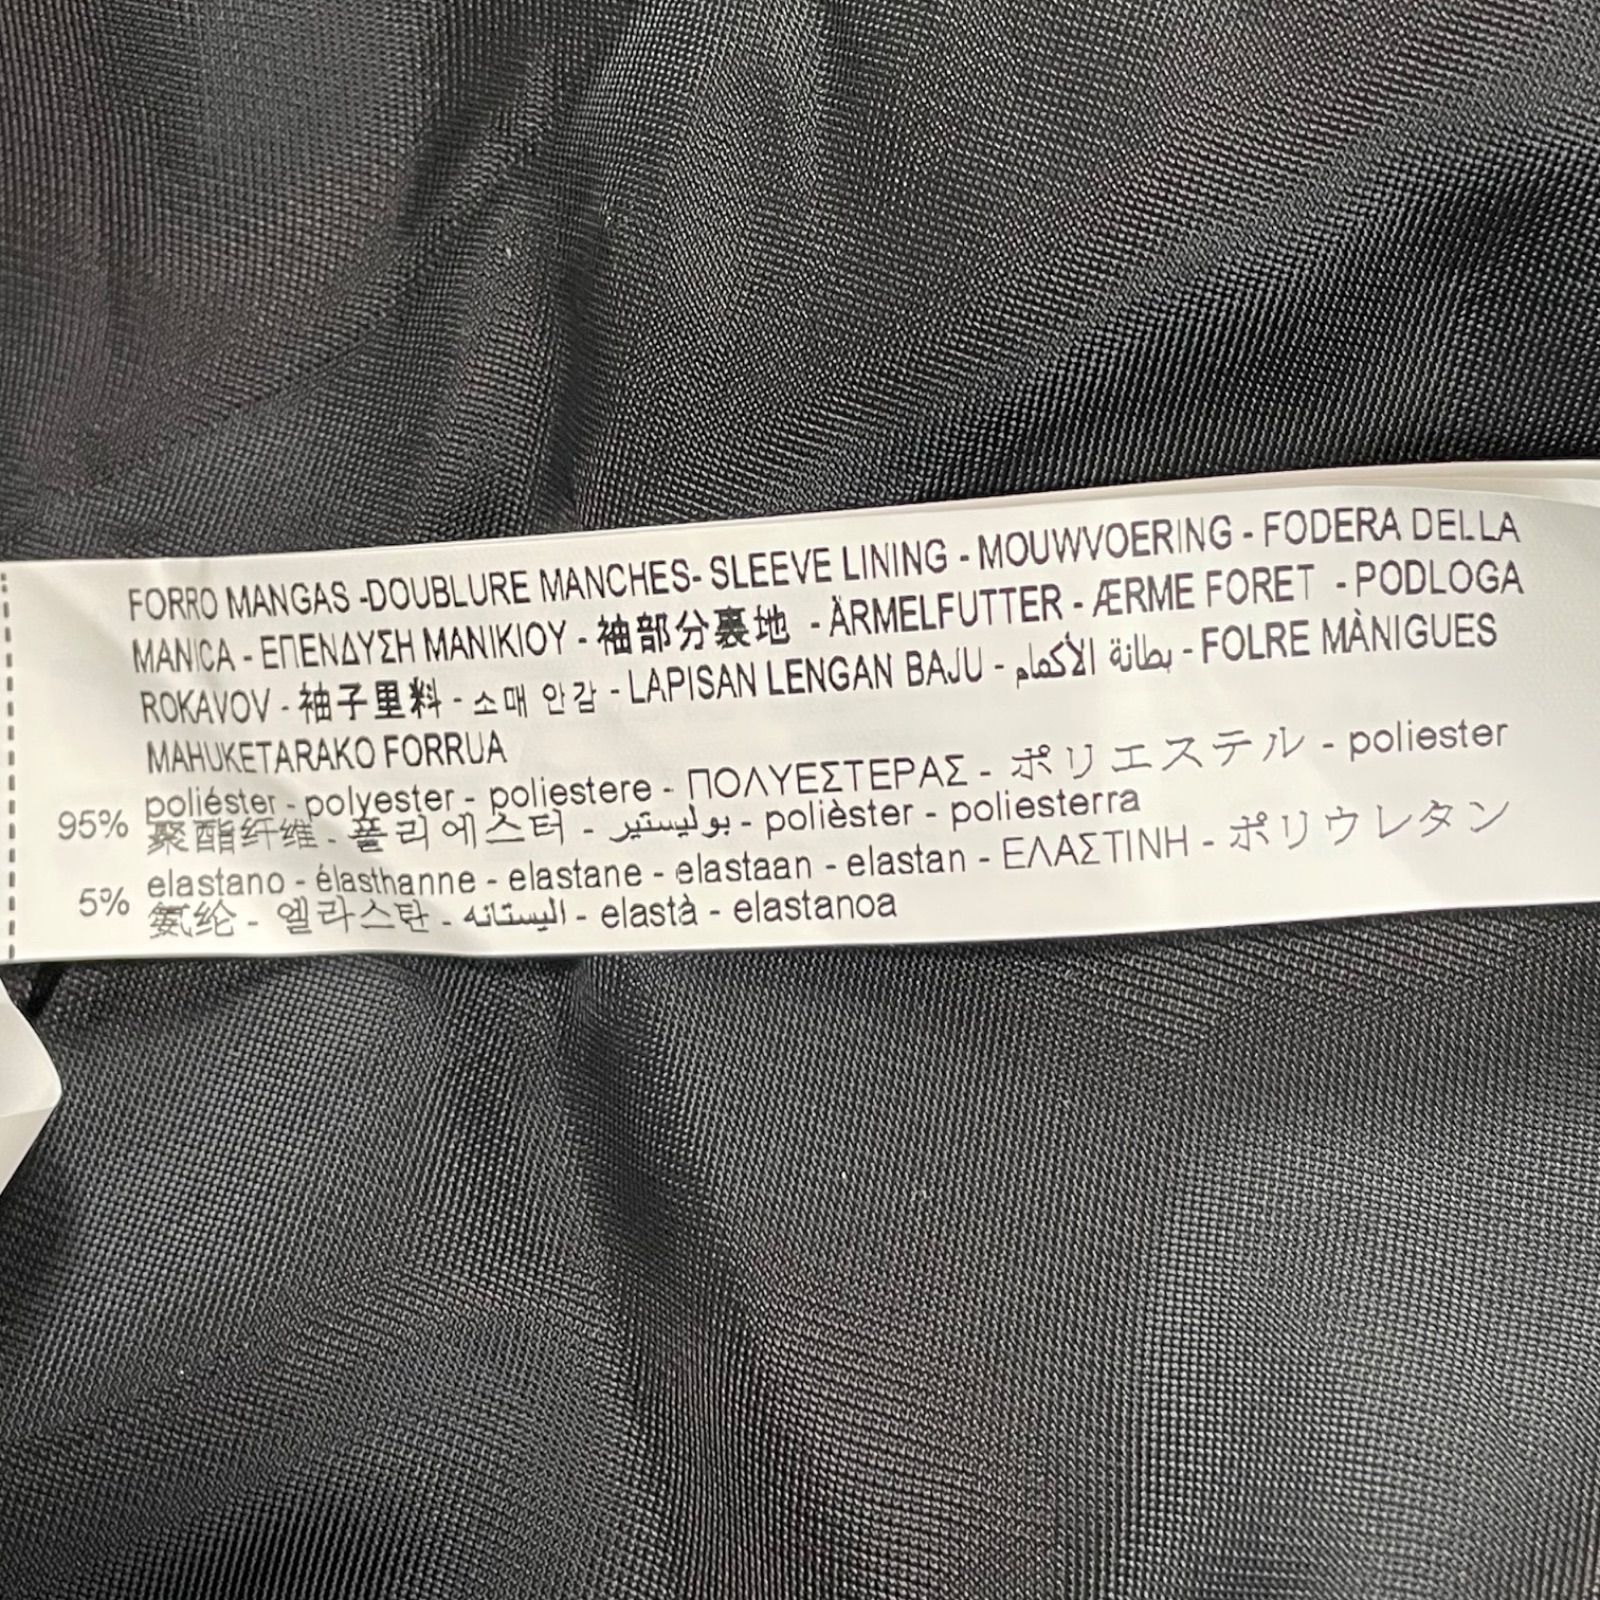 FORRO MANGAS -DOUBLURE MANCHES- SLEEVE LINING - MOUWVOERING - FODERA DELLA
MANICA - ΕΠΕΝΔΥΣΗ ΜΑΝΙΚΙΟΥ - 袖部分裏地 - ÄRMELFUTTER - ÆRME FORET - PODLOGA
ROKAVOV - 袖子里料 - 소매 안감 - LAPISAN LENGAN BAJU - بطانة الأكمام - FOLRE MÀNIGUES
MAHUKETARAKO FORRUA
95% poliéster - polyester - poliestere - ΠΟΛΥΕΣΤΕΡΑΣ - ポリエステル - poliester
聚酯纤维 - 폴리에스터 - بوليستير - polièster - poliesterra
5% elastano - élasthanne - elastane - elastaan - elastan - ΕΛΑΣΤΙΝΗ - ポリウレタン
氨纶 - 엘라스탄 - اليستانه - elastà - elastanoa